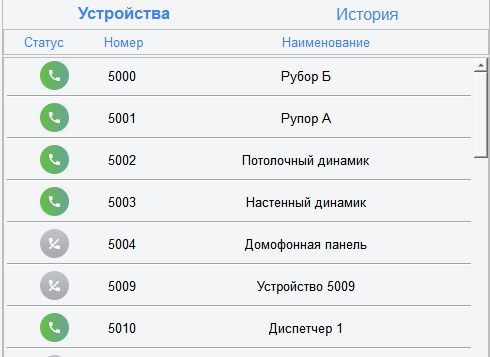 Устройства История
Статус Номер Наименование
5000 Рубор Б
5001 Рупор А
5002 Потолочный динамик
5003 Настенный динамик
5004 Домофонная панель
5009 Устройство 5009
5010 Диспетчер 1